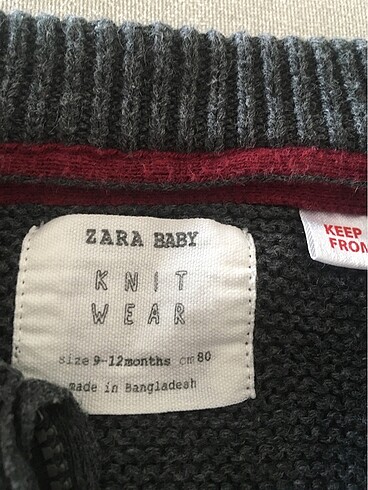 ZARA BABY
KNIT
WEAR
size 9-12months cm 80
made in Bangladesh
KEEP
FROM